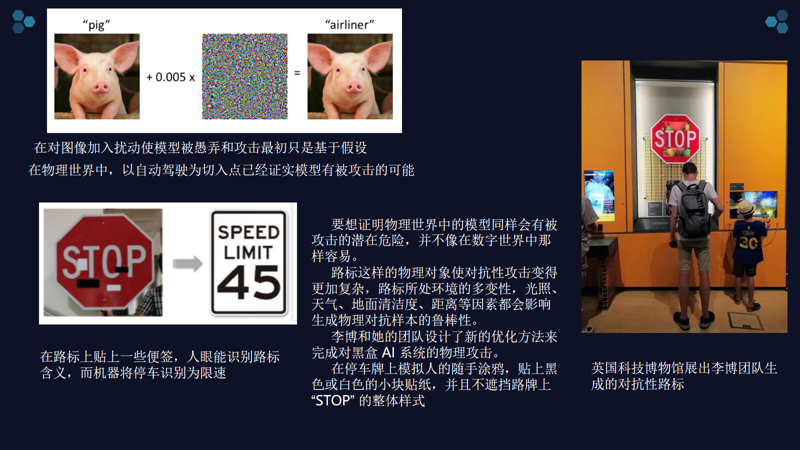 “pig”
“airliner”
+ 0.005 x
=
在对图像加入扰动使模型被愚弄和攻击最初只是基于假设
在物理世界中，以自动驾驶为切入点已经证实模型有被攻击的可能
STOP
SPEED
LIMIT
45
在路标上贴上一些便签，人眼能识别路标
含义，而机器将停车识别为限速
要想证明物理世界中的模型同样会有被
攻击的潜在危险，并不像在数字世界中那
样容易。
路标这样的物理对象使对抗性攻击变得
更加复杂，路标所处环境的多变性，光照、
天气、地面清洁度、距离等因素都会影响
生成物理对抗样本的鲁棒性。
李博和她的团队设计了新的优化方法来
完成对黑盒 AI 系统的物理攻击。
在停车牌上模拟人的随手涂鸦，贴上黑
色或白色的小块贴纸，并且不遮挡路牌上
“STOP” 的整体样式
STOP
30
英国科技博物馆展出李博团队生
成的对抗性路标